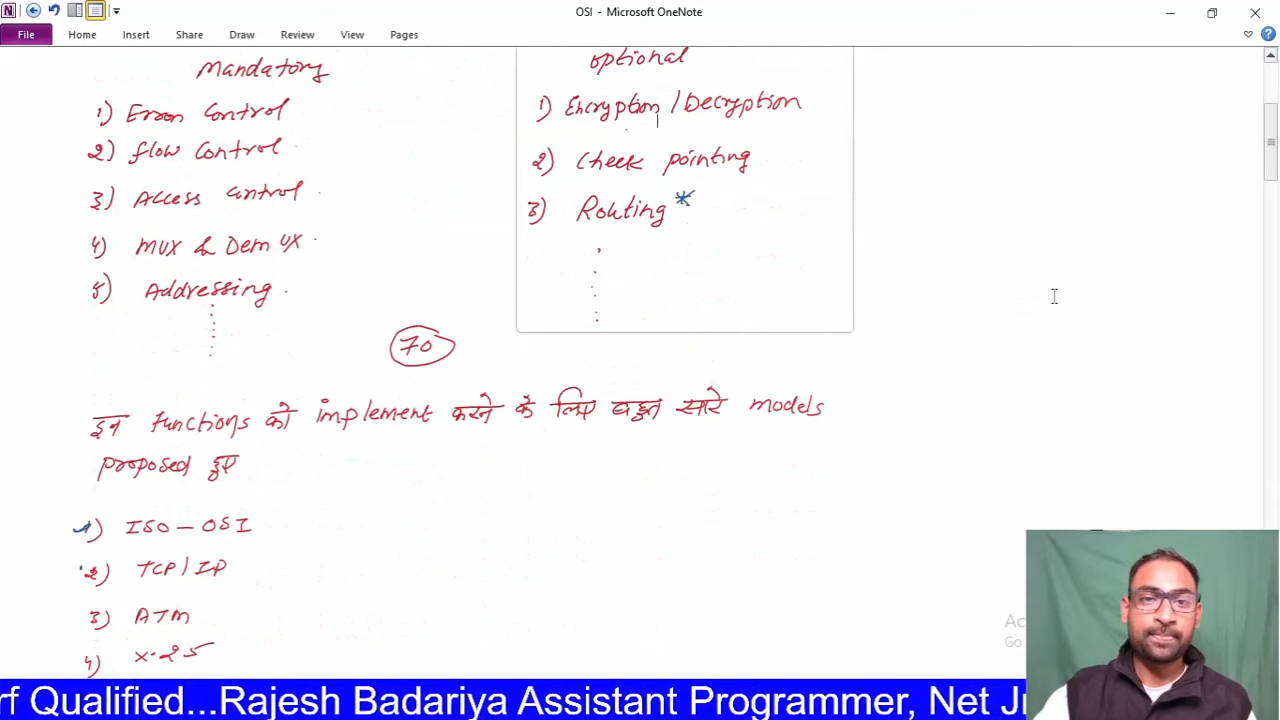 OSI - Microsoft OneNote
File Home Insert Share Draw Review View Pages
Mandatory
1) Error Control
2) flow control
3) Access control
4) MUX & Dem UX
5) Addressing
optional
1) Encryption / Decryption
2) Check pointing
3) Routing *
70
इन functions को implement करने के लिए बहुत सारे models
proposed हुए
1) ISO - OSI
2) TCP/IP
3) ATM
4) X.25
Go
rf Qualified...Rajesh Badariya Assistant Programmer, Net Jr